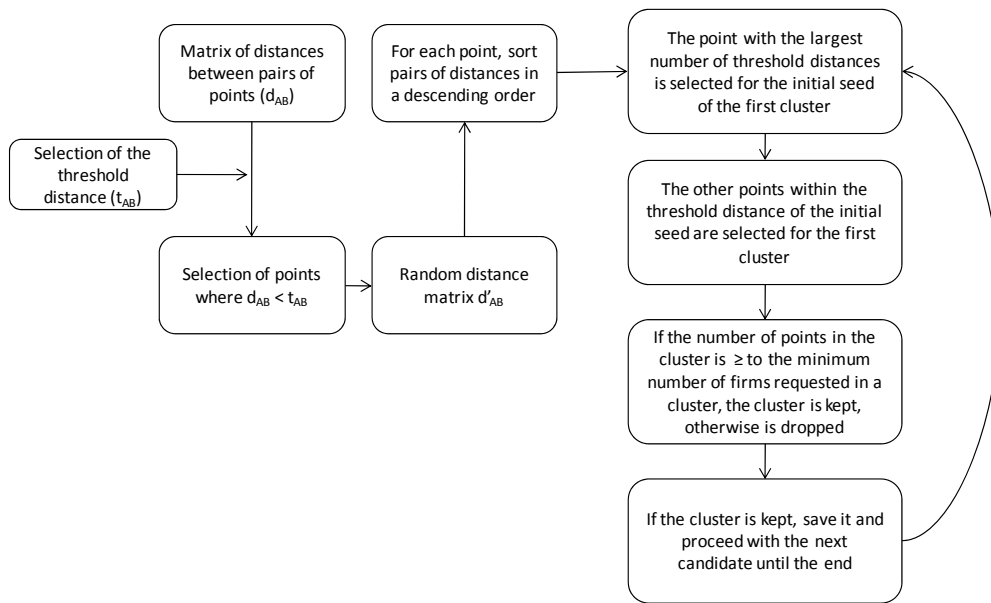 Matrix of distances
between pairs of
points (dAB)
Selection of the
threshold
distance (tAB)
Selection of points
where dAB < tAB
Random distance
matrix d'AB
For each point, sort
pairs of distances in
a descending order
The point with the largest
number of threshold distances
is selected for the initial seed
of the first cluster
The other points within the
threshold distance of the initial
seed are selected for the first
cluster
If the number of points in the
cluster is ≥ to the minimum
number of firms requested in a
cluster, the cluster is kept,
otherwise is dropped
If the cluster is kept, save it and
proceed with the next
candidate until the end